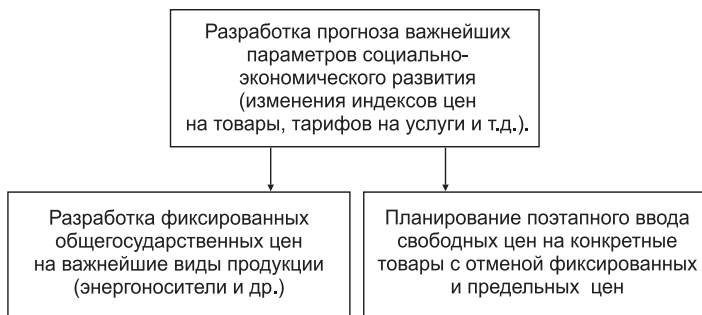 Разработка прогноза важнейших
параметров социально-
экономического развития
(изменения индексов цен
на товары, тарифов на услуги и т.д.).
Разработка фиксированных
общегосударственных цен
на важнейшие виды продукции
(энергоносители и др.)
Планирование поэтапного ввода
свободных цен на конкретные
товары с отменой фиксированных
и предельных цен